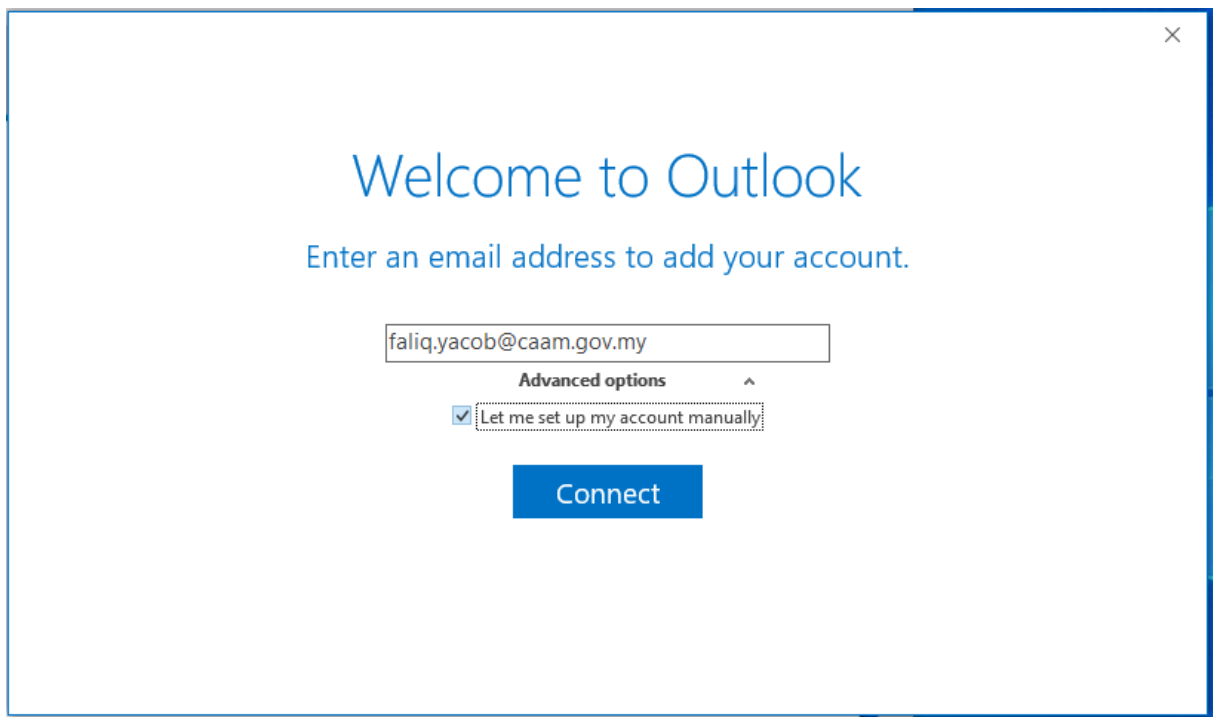 Welcome to Outlook
Enter an email address to add your account.
faliq.yacob@caam.gov.my
Advanced options
Let me set up my account manually
Connect